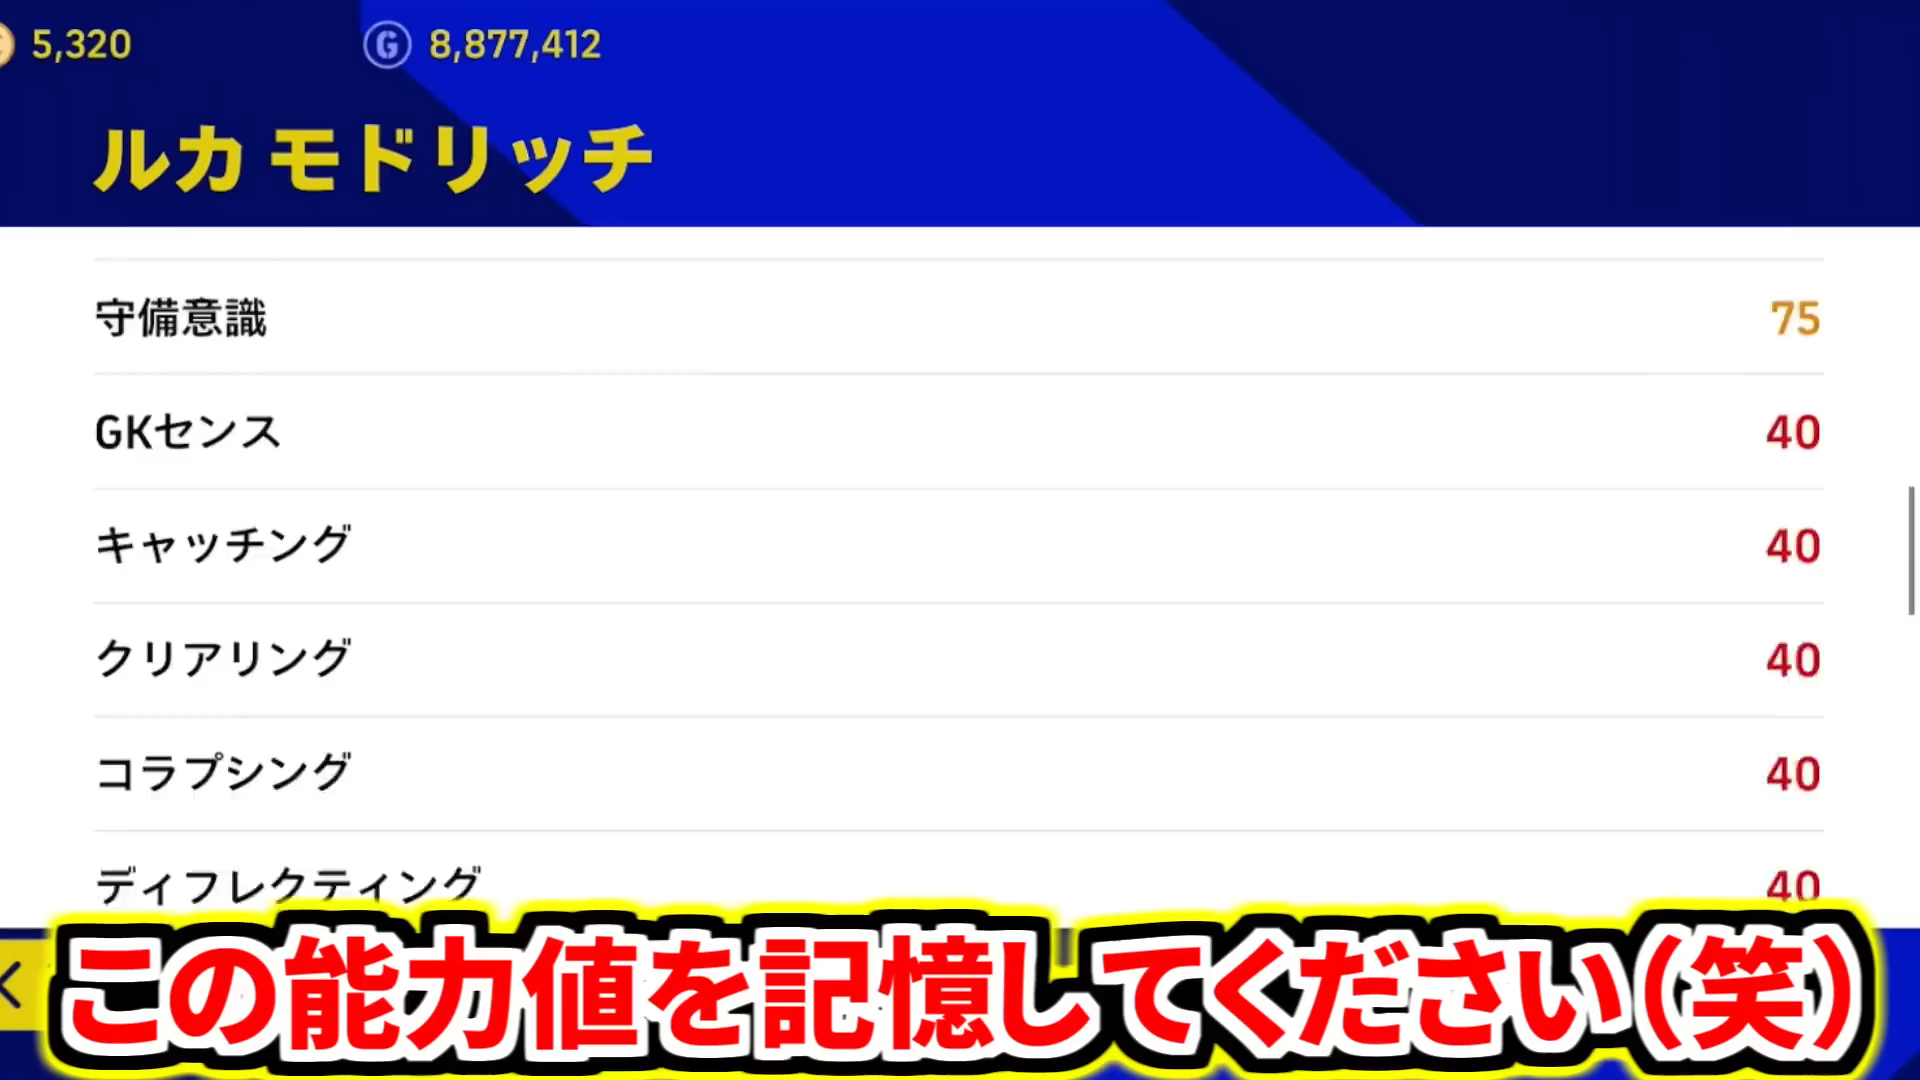 5,320
G 8,877,412
ルカ モドリッチ
守備意識 75
GKセンス 40
キャッチング 40
クリアリング 40
コラプシング 40
ディフレクティング 40
この能力値を記憶してください(笑)